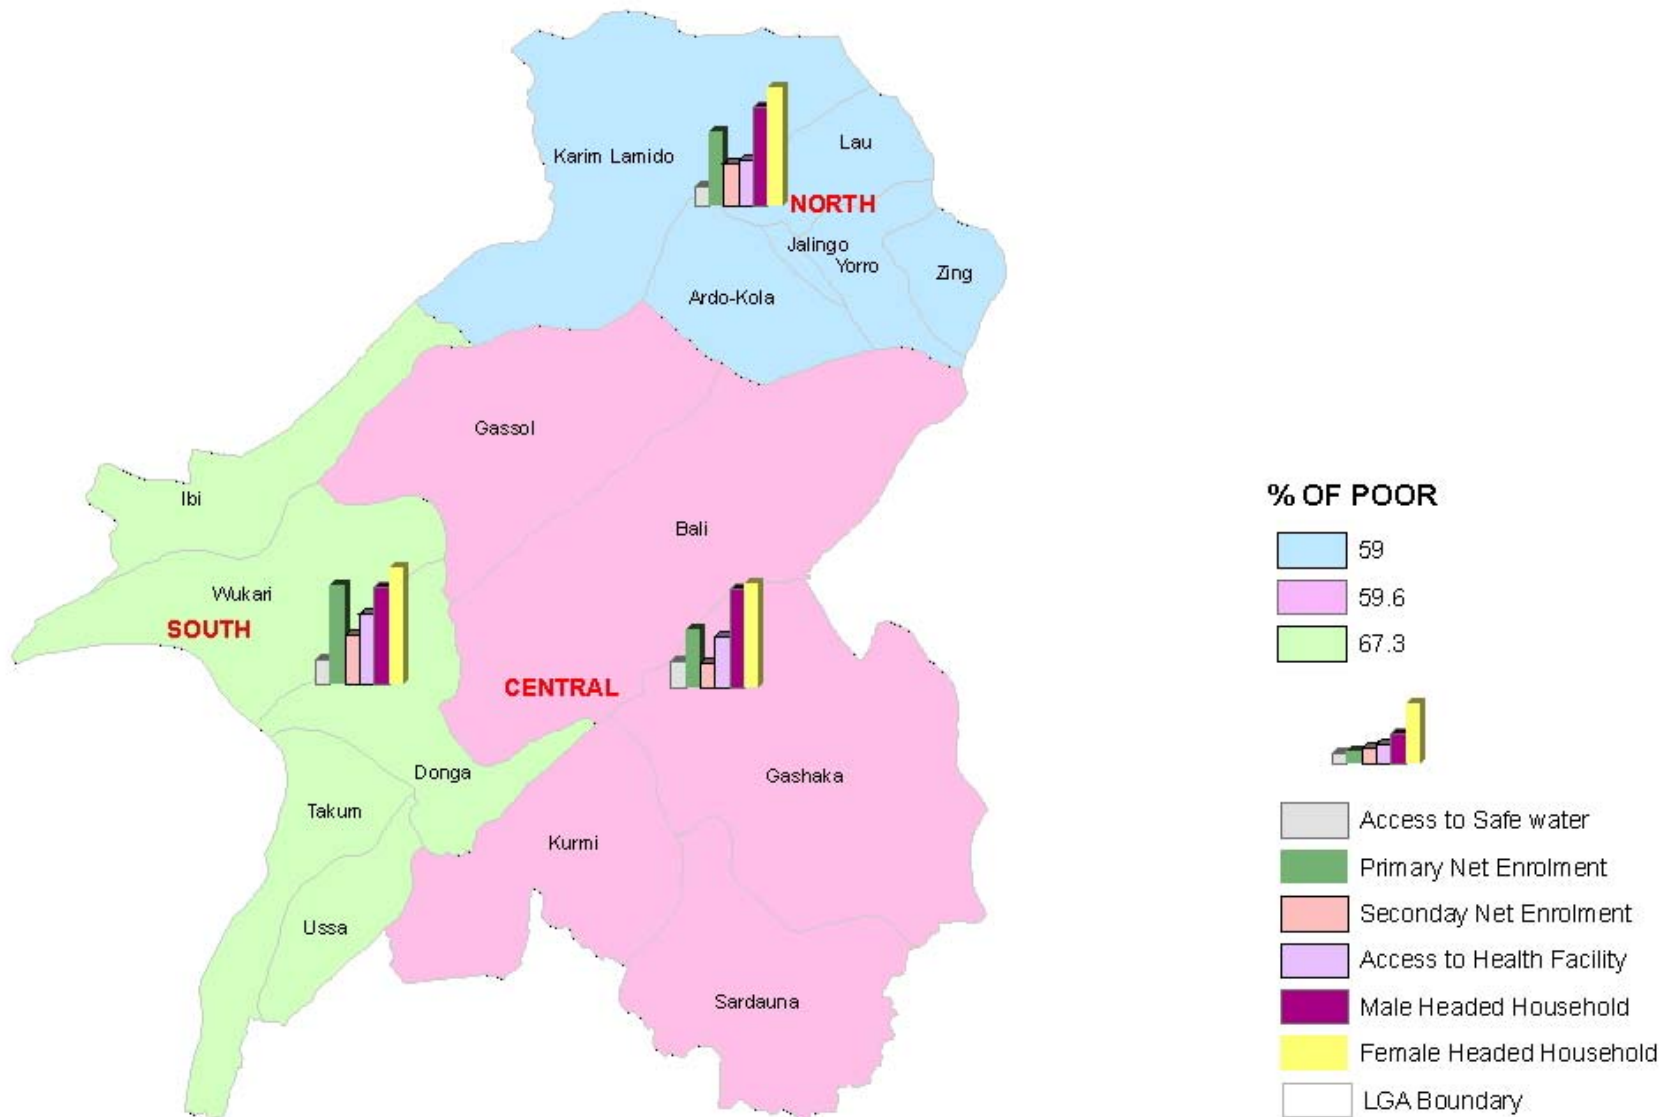 Karim Lamido
Lau
NORTH
Jalingo
Yorro
Zing
Ardo-Kola
Gassol
Ibi
Bali
Wukari
SOUTH
CENTRAL
Donga
Gashaka
Takum
Kurmi
Ussa
Sardauna
% OF POOR
59
59.6
67.3
Access to Safe water
Primary Net Enrolment
Seconday Net Enrolment
Access to Health Facility
Male Headed Household
Female Headed Household
LGA Boundary